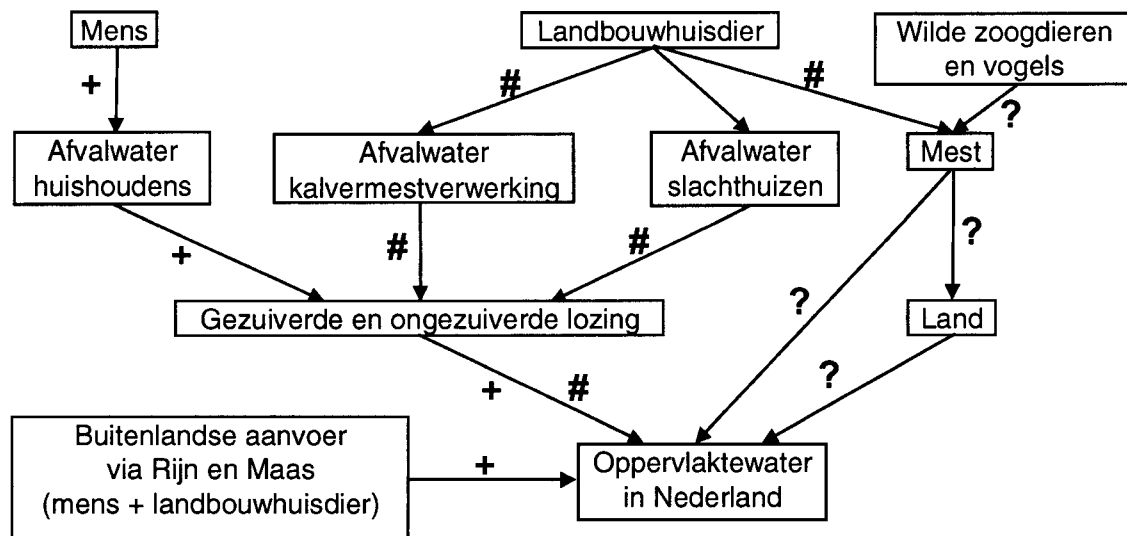 Mens
Landbouwhuisdier
Wilde zoogdieren
en vogels
+
#
#
?
Afvalwater
huishoudens
Afvalwater
kalvermestverwerking
Afvalwater
slachthuizen
Mest
+
#
#
?
?
Gezuiverde en ongezuiverde lozing
Land
+
#
?
Buitenlandse aanvoer
via Rijn en Maas
(mens + landbouwhuisdier)
+
Oppervlaktewater
in Nederland